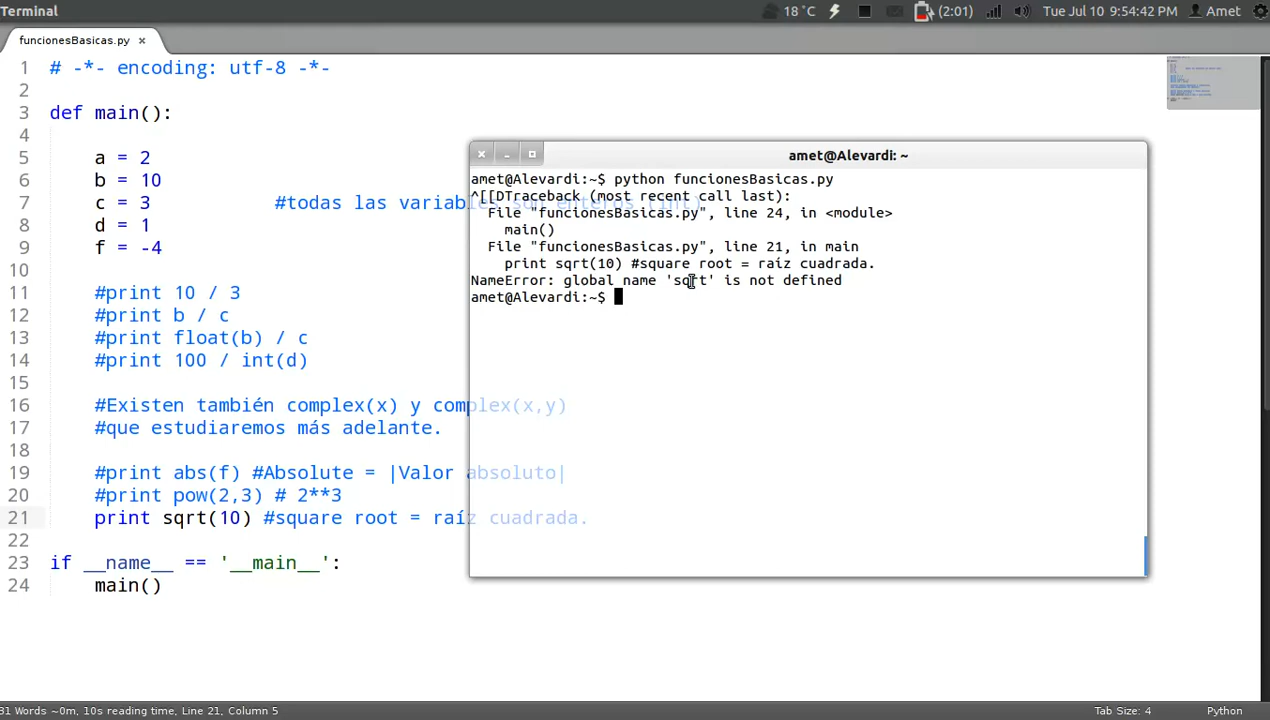 Terminal
18 °C
(2:01)
Tue Jul 10 9:54:42 PM
Amet
funcionesBasicas.py ×
1 # -*- encoding: utf-8 -*-
2
3 def main():
4
5 a = 2
6 b = 10
7 c = 3 #todas las variables son enteros (int)
8 d = 1
9 f = -4
10
11 #print 10 / 3
12 #print b / c
13 #print float(b) / c
14 #print 100 / int(d)
15
16 #Existen también complex(x) y complex(x,y)
17 #que estudiaremos más adelante.
18
19 #print abs(f) #Absolute = |Valor absoluto|
20 #print pow(2,3) # 2**3
21 print sqrt(10) #square root = raíz cuadrada.
22
23 if __name__ == '__main__':
24 main()
amet@Alevardi: ~
amet@Alevardi:~$ python funcionesBasicas.py
^[[DTraceback (most recent call last):
File "funcionesBasicas.py", line 24, in <module>
main()
File "funcionesBasicas.py", line 21, in main
print sqrt(10) #square root = raíz cuadrada.
NameError: global name 'sqrt' is not defined
amet@Alevardi:~$
31 Words ~0m, 10s reading time, Line 21, Column 5
Tab Size: 4
Python